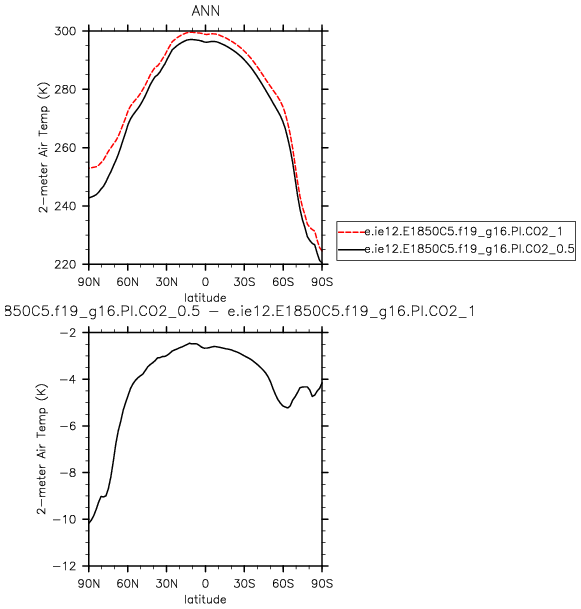 ANN
300
280
260
240
220
2-meter Air Temp (K)
90N 60N 30N 0 30S 60S 90S
latitude
e.ie12.E1850C5.f19_g16.PI.CO2_1
e.ie12.E1850C5.f19_g16.PI.CO2_0.5
850C5.f19_g16.PI.CO2_0.5 - e.ie12.E1850C5.f19_g16.PI.CO2_1
-2
-4
-6
-8
-10
-12
2-meter Air Temp (K)
90N 60N 30N 0 30S 60S 90S
latitude